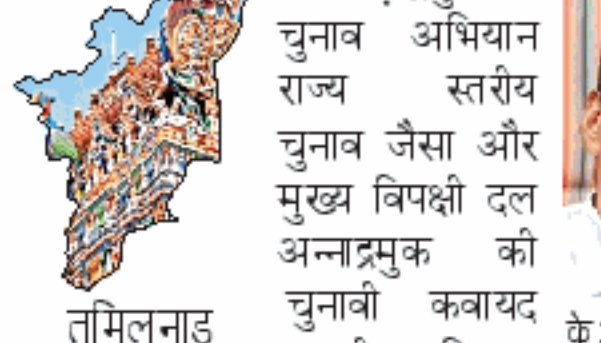 चुनाव अभियान
राज्य स्तरीय
चुनाव जैसा और
मुख्य विपक्षी दल
अन्नाद्रमुक की
चुनावी कवायद
तमिलनाडु
के